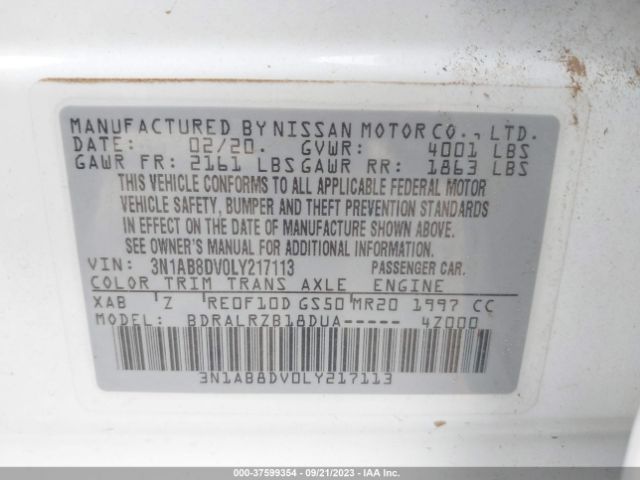 MANUFACTURED BY NISSAN MOTOR CO., LTD.
DATE: 02/20. GVWR: 4001 LBS
GAWR FR: 2161 LBS GAWR RR: 1863 LBS
THIS VEHICLE CONFORMS TO ALL APPLICABLE FEDERAL MOTOR
VEHICLE SAFETY, BUMPER AND THEFT PREVENTION STANDARDS
IN EFFECT ON THE DATE OF MANUFACTURE SHOWN ABOVE.
SEE OWNER'S MANUAL FOR ADDITIONAL INFORMATION.
VIN: 3N1AB8DV0LY217113 PASSENGER CAR.
COLOR TRIM TRANS AXLE ENGINE
XAB Z RE0F10D GS50 MR20 1997 CC
MODEL: BDRALRZB18DUA----- 4Z000
3N1AB8DV0LY217113
000-37599354 - 09/21/2023 - IAA Inc.